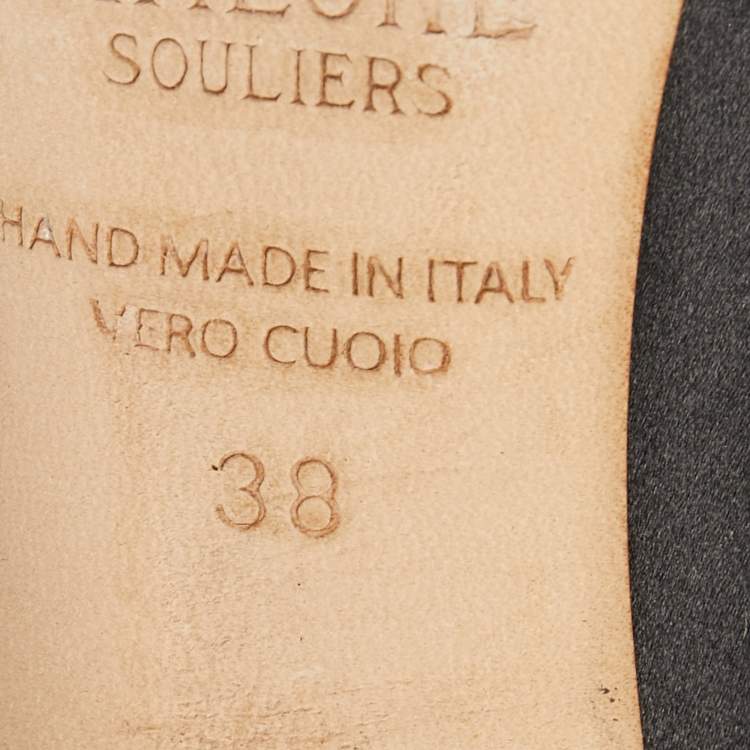 SOULIERS
HAND MADE IN ITALY
VERO CUOIO
38